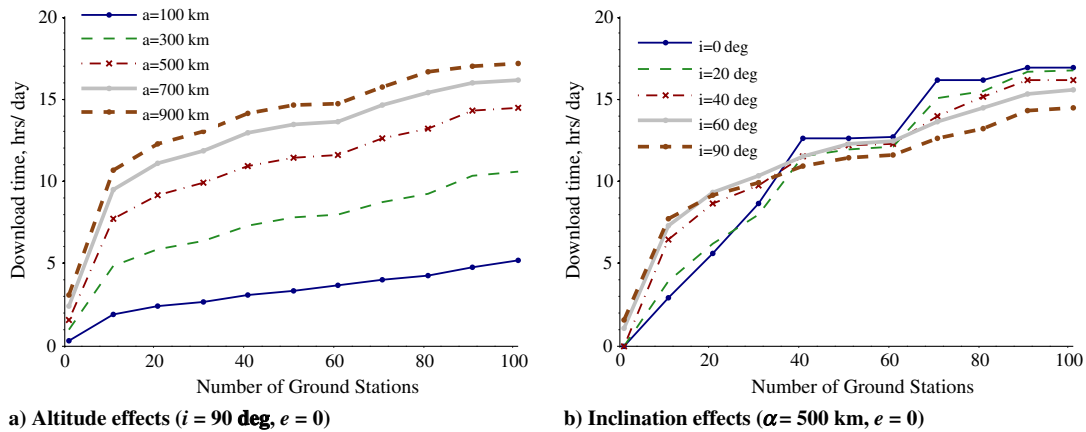 20
15
10
5
0
Download time, hrs/ day
a=100 km
a=300 km
a=500 km
a=700 km
a=900 km
0 20 40 60 80 100
Number of Ground Stations
a) Altitude effects (i = 90 deg, e = 0)
20
15
10
5
0
Download time, hrs/ day
i=0 deg
i=20 deg
i=40 deg
i=60 deg
i=90 deg
0 20 40 60 80 100
Number of Ground Stations
b) Inclination effects (α = 500 km, e = 0)